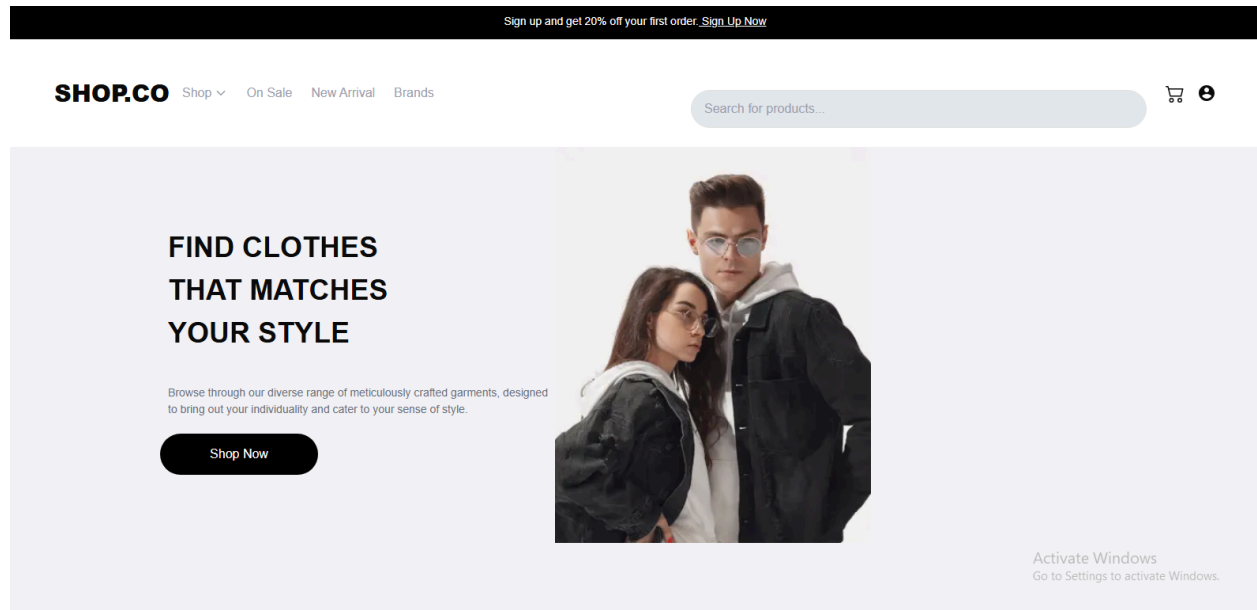 Sign up and get 20% off your first order. Sign Up Now
SHOP.CO Shop On Sale New Arrival Brands
Search for products...
FIND CLOTHES
THAT MATCHES
YOUR STYLE
Browse through our diverse range of meticulously crafted garments, designed
to bring out your individuality and cater to your sense of style.
Shop Now
Activate Windows
Go to Settings to activate Windows.